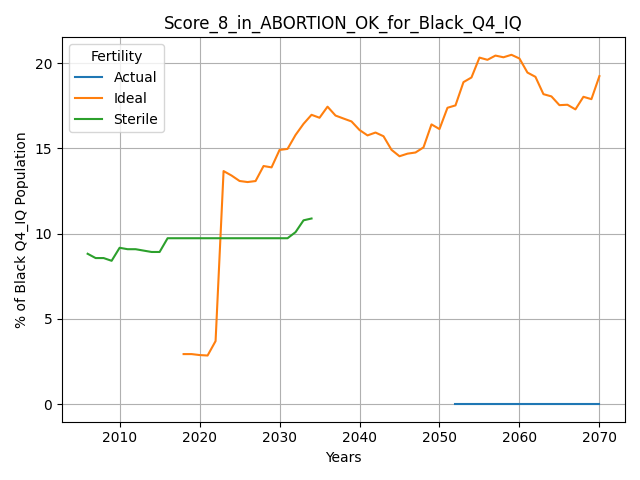 Score_8_in_ABORTION_OK_for_Black_Q4_IQ
Fertility
Actual
Ideal
Sterile
% of Black Q4_IQ Population
20
15
10
5
0
2010 2020 2030 2040 2050 2060 2070
Years